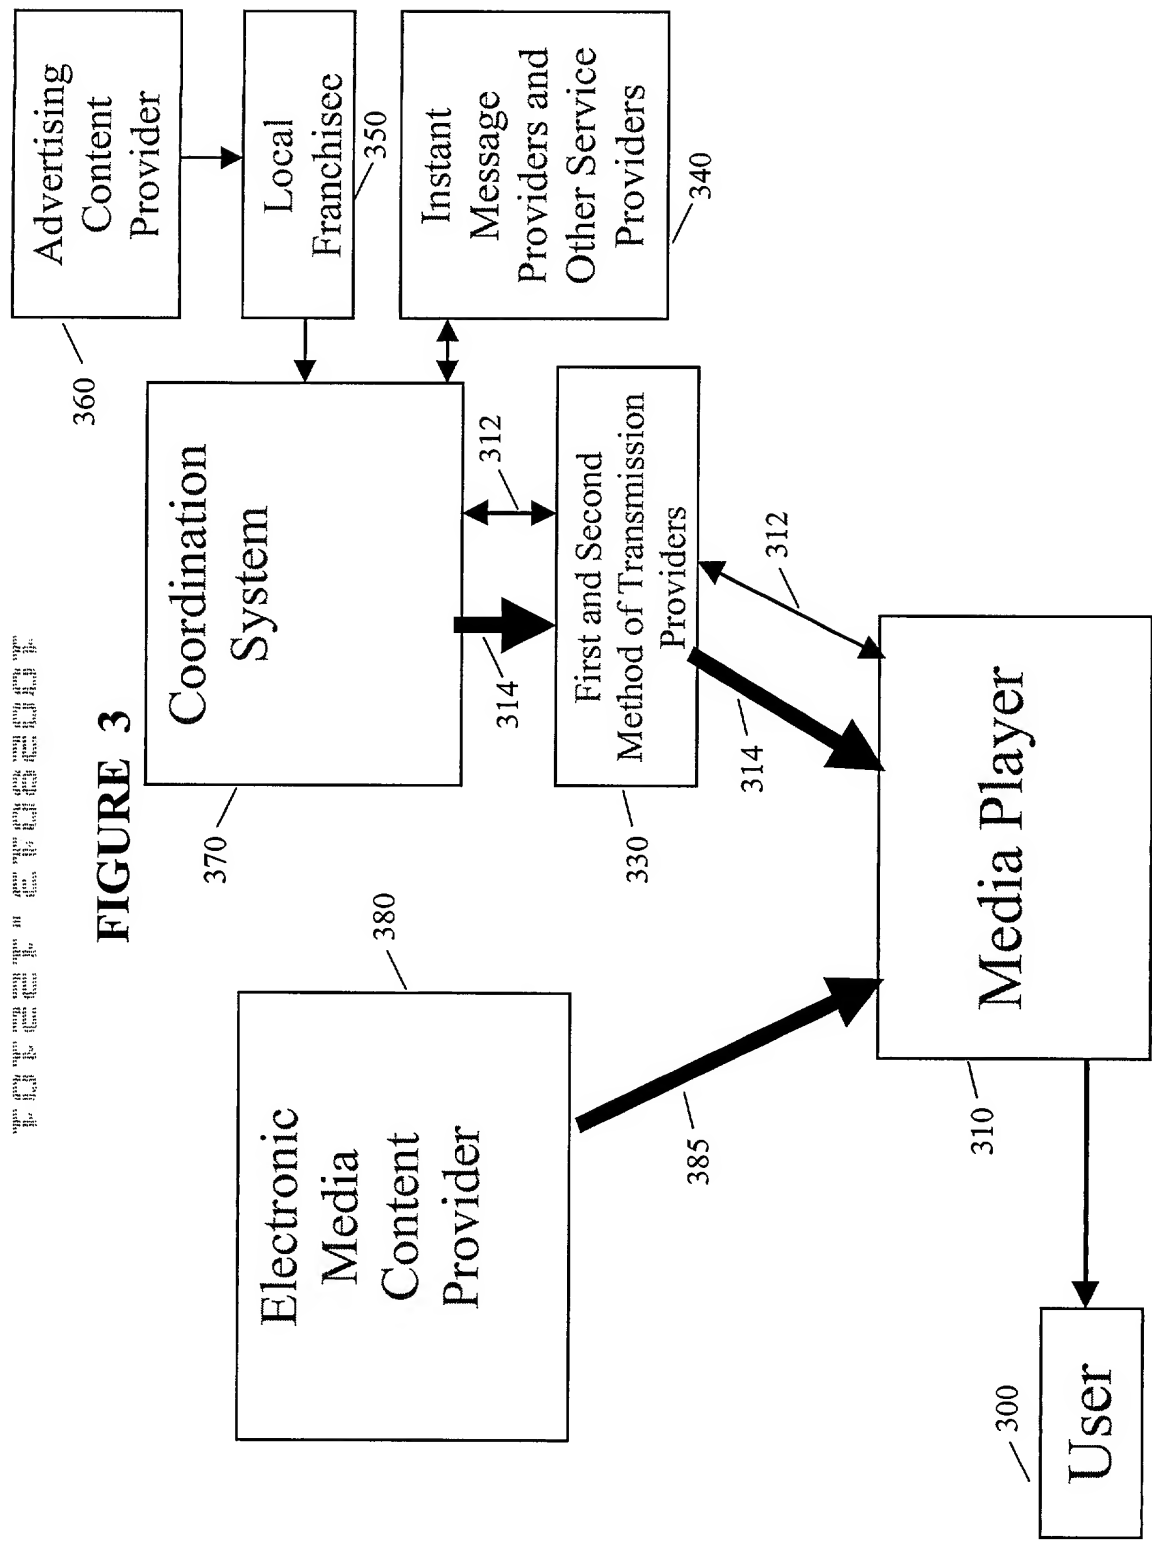 FIGURE 3
Electronic
Media
Content
Provider
380
385
Coordination
System
370
Advertising
Content
Provider
360
Local
Franchisee
350
Instant
Message
Providers and
Other Service
Providers
340
312
314
First and Second
Method of Transmission
Providers
330
312
314
Media Player
310
User
300